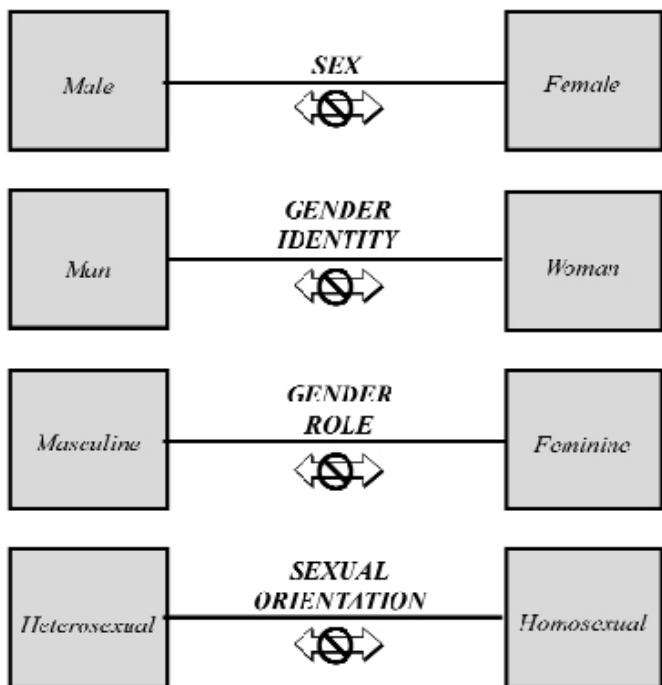 SEX
Male
Female
GENDER
IDENTITY
Man
Woman
GENDER
ROLE
Masculine
Feminine
SEXUAL
ORIENTATION
Heterosexual
Homosexual